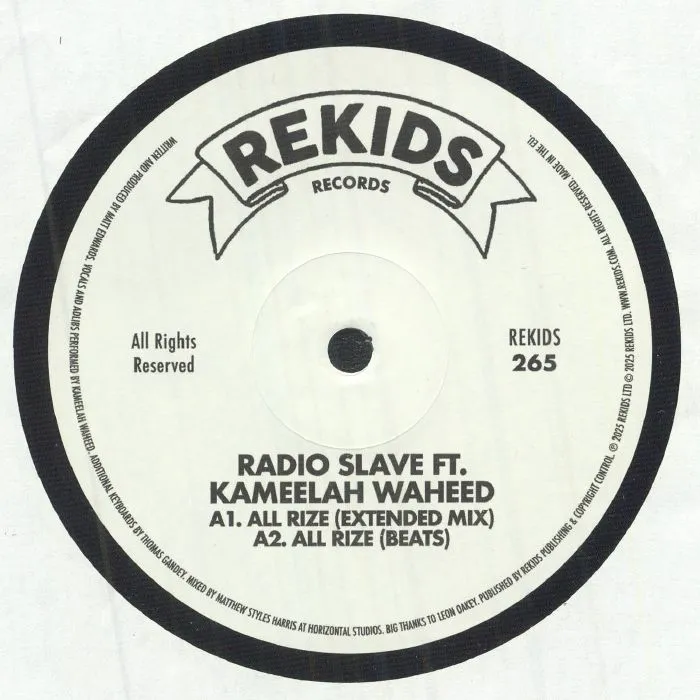 REKIDS
RECORDS
All Rights
Reserved
REKIDS
265
RADIO SLAVE FT.
KAMEELAH WAHEED
A1. ALL RIZE (EXTENDED MIX)
A2. ALL RIZE (BEATS)
WRITTEN AND PRODUCED BY MATT EDWARDS. VOCALS AND ADLIBS PERFORMED BY KAMEELAH WAHEED. ADDITIONAL KEYBOARDS BY THOMAS GANDEY. MIXED BY MATTHEW STYLES HARRIS AT HORIZONTAL STUDIOS. BIG THANKS TO LEON OAKEY. PUBLISHED BY REKIDS PUBLISHING & COPYRIGHT CONTROL. ℗ 2025 REKIDS LTD © 2025 REKIDS LTD. WWW.REKIDS.COM. ALL RIGHTS RESERVED. MADE IN THE EU.